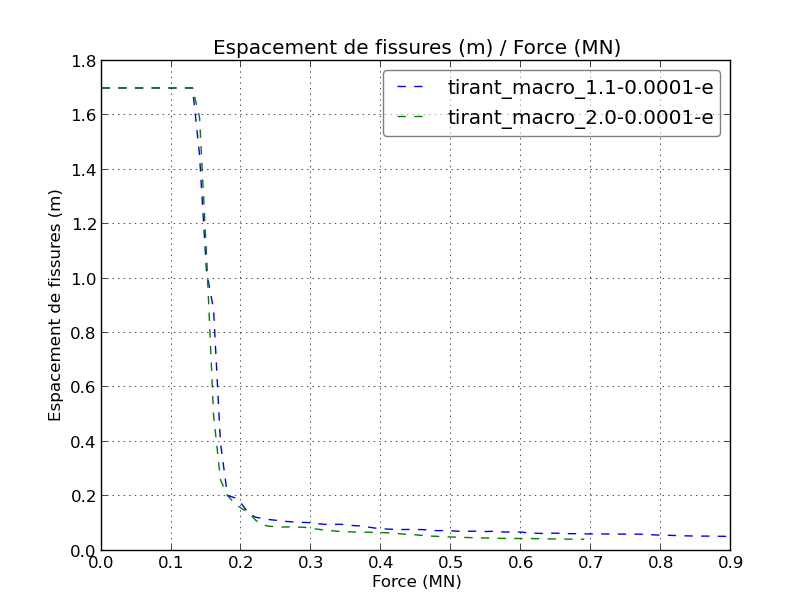 Espacement de fissures (m) / Force (MN)
tirant_macro_1.1-0.0001-e
tirant_macro_2.0-0.0001-e
1.8
1.6
1.4
1.2
1.0
0.8
0.6
0.4
0.2
0.0
Espacement de fissures (m)
0.0 0.1 0.2 0.3 0.4 0.5 0.6 0.7 0.8 0.9
Force (MN)